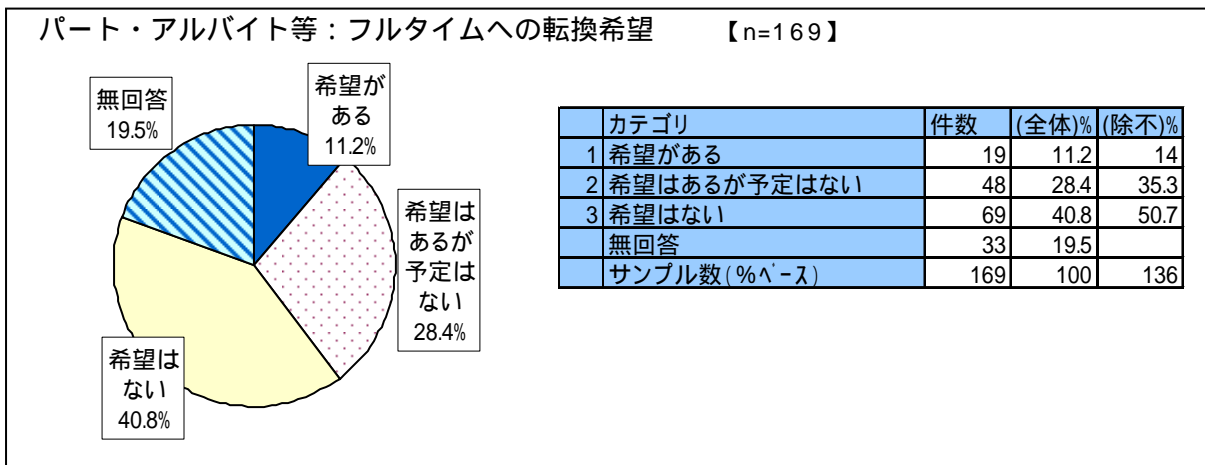 パート・アルバイト等：フルタイムへの転換希望　【n=169】
無回答
19.5%
希望が
ある
11.2%
希望は
あるが
予定は
ない
28.4%
希望は
ない
40.8%
カテゴリ 件数 (全体)% (除不)%
1 希望がある 19 11.2 14
2 希望はあるが予定はない 48 28.4 35.3
3 希望はない 69 40.8 50.7
無回答 33 19.5
サンプル数(%ﾍﾞｰｽ) 169 100 136